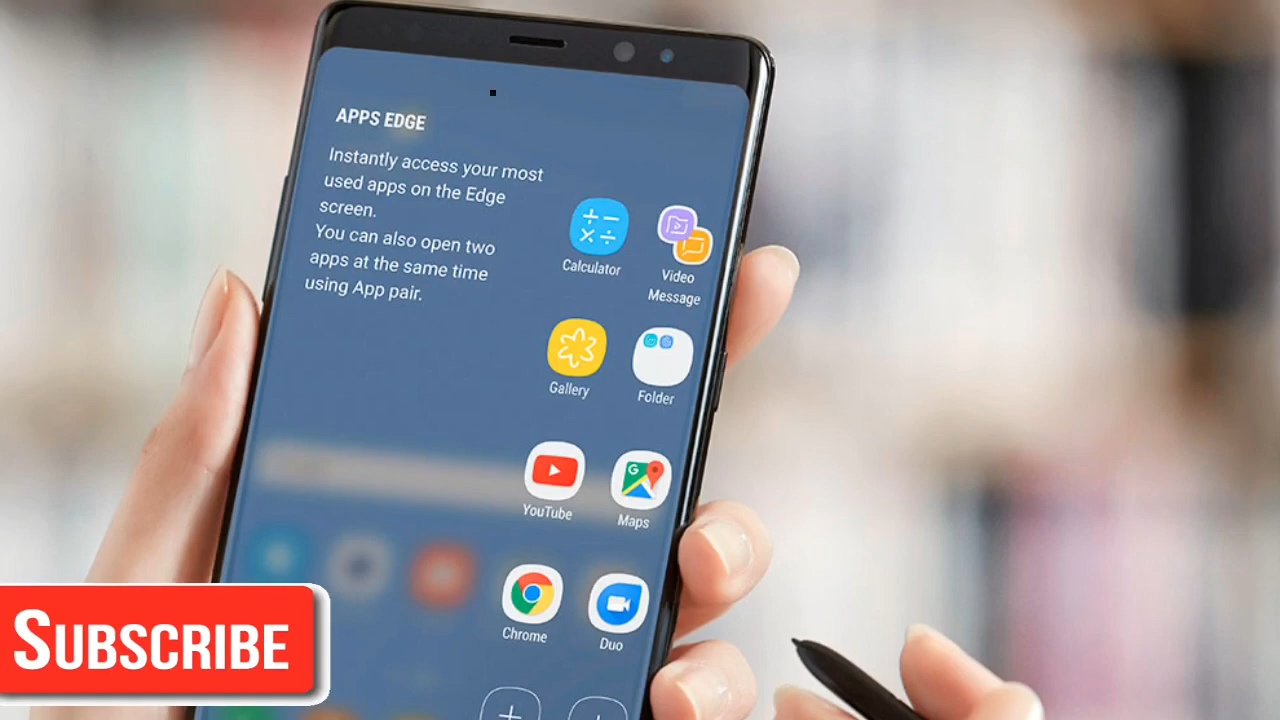 APPS EDGE
Instantly access your most
used apps on the Edge
screen.
You can also open two
apps at the same time
using App pair.
Calculator
Video
Message
Gallery
Folder
YouTube
G
Maps
Chrome
Duo
SUBSCRIBE